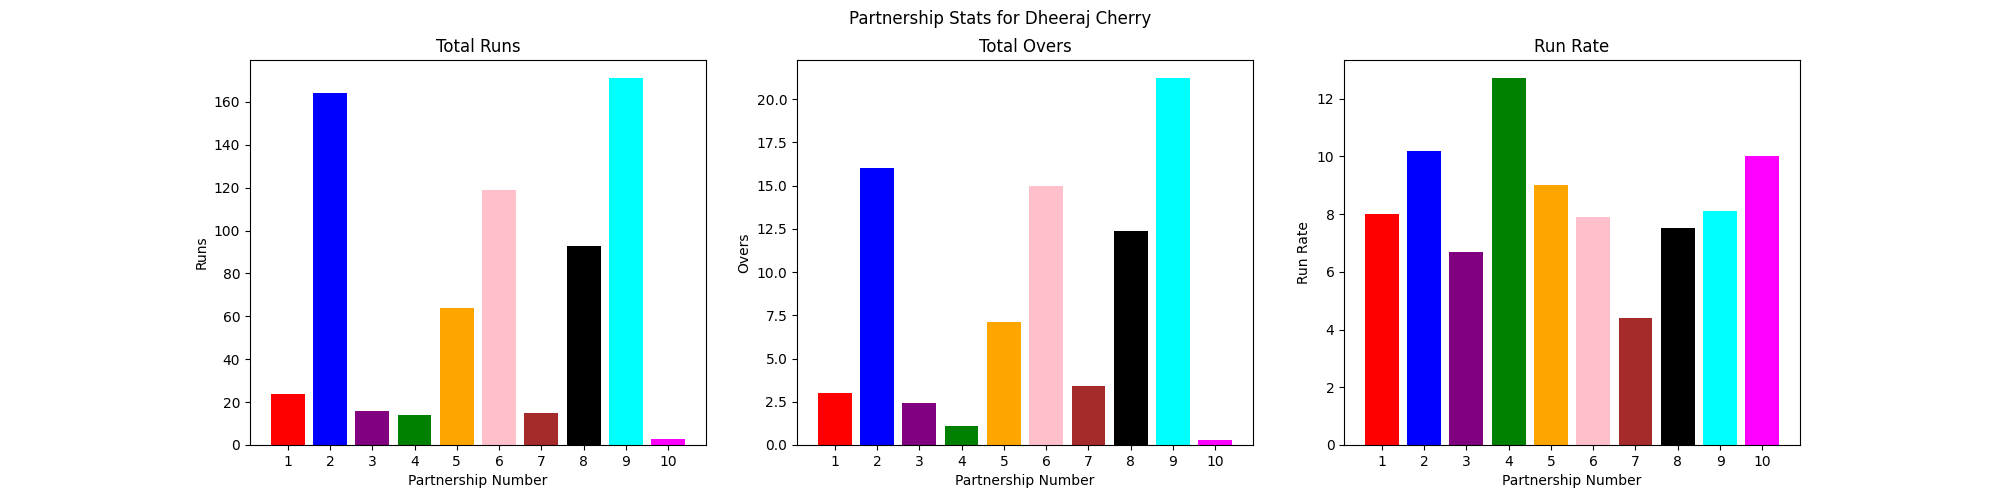 Partnership Stats for Dheeraj Cherry
Total Runs
Runs
160
140
120
100
80
60
40
20
0
1 2 3 4 5 6 7 8 9 10
Partnership Number
Total Overs
Overs
20.0
17.5
15.0
12.5
10.0
7.5
5.0
2.5
0.0
1 2 3 4 5 6 7 8 9 10
Partnership Number
Run Rate
Run Rate
12
10
8
6
4
2
0
1 2 3 4 5 6 7 8 9 10
Partnership Number